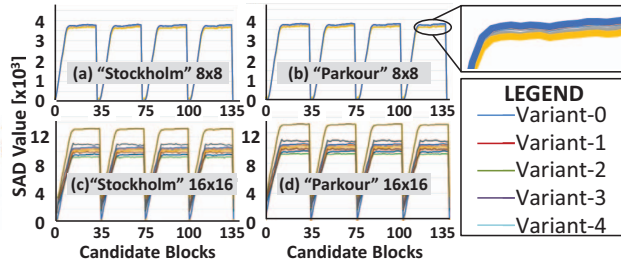 SAD Value [x10³]
4
3
2
1
0
(a) “Stockholm” 8x8
0 35 75 100 135
4
3
2
1
0
(b) “Parkour” 8x8
0 35 75 100 135
12
8
4
0
(c)“Stockholm” 16x16
0 35 75 100 135
Candidate Blocks
12
8
4
0
(d) “Parkour” 16x16
0 35 75 100 135
Candidate Blocks
LEGEND
Variant-0
Variant-1
Variant-2
Variant-3
Variant-4